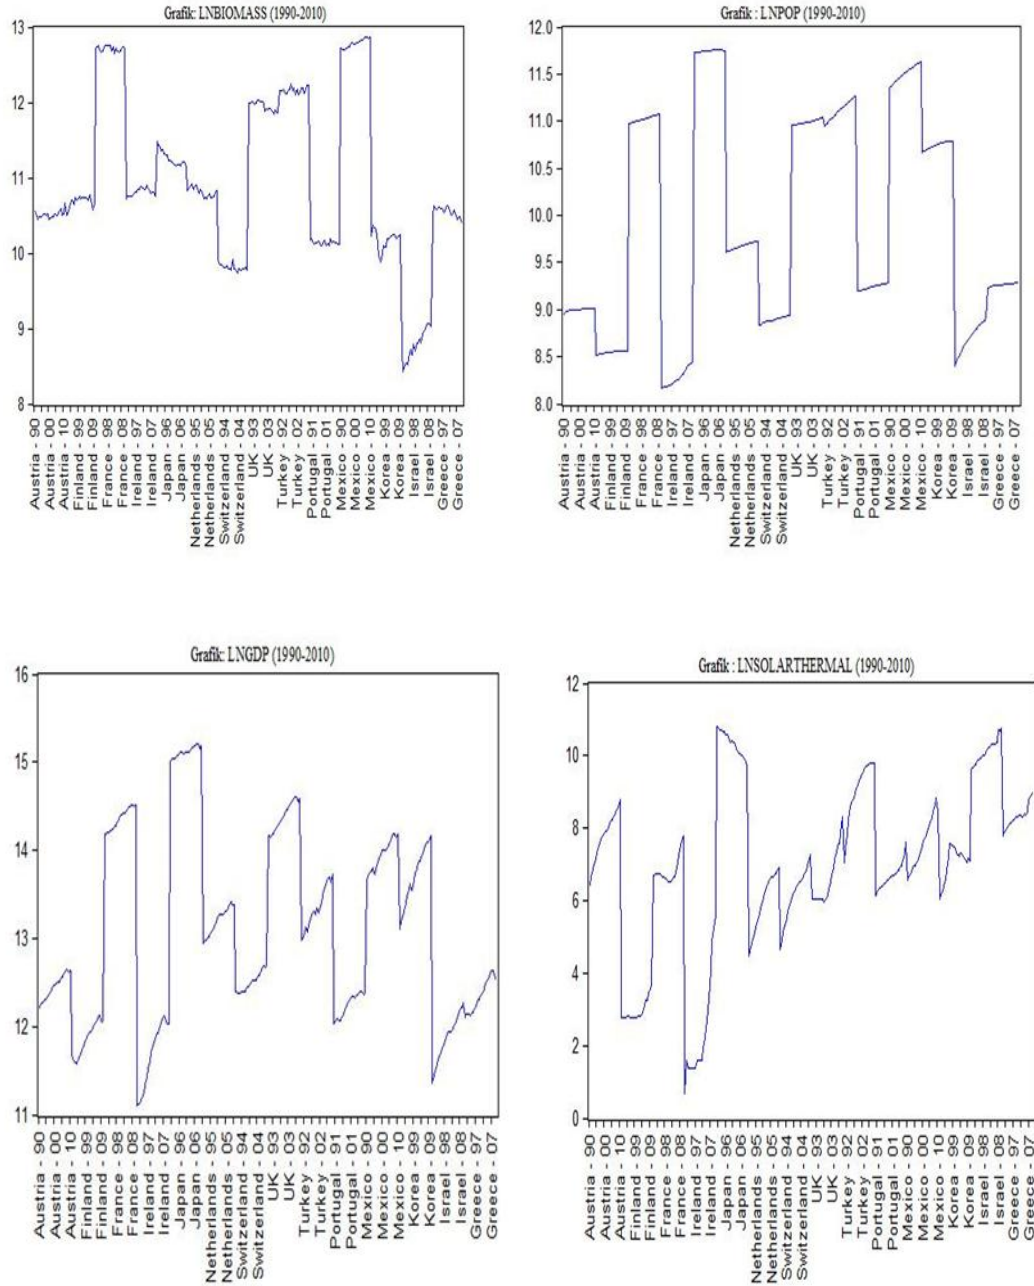 Grafik: LNBIOMASS (1990-2010)
13
12
11
10
9
8
Austria - 90
Austria - 00
Austria - 10
Finland - 99
Finland - 09
France - 98
France - 08
Ireland - 97
Ireland - 07
Japan - 96
Japan - 06
Netherlands - 95
Netherlands - 05
Switzerland - 94
Switzerland - 04
UK - 93
UK - 03
Turkey - 92
Turkey - 02
Portugal - 91
Portugal - 01
Mexico - 90
Mexico - 00
Mexico - 10
Korea - 99
Korea - 09
Israel - 98
Israel - 08
Greece - 97
Greece - 07
Grafik : LNPOP (1990-2010)
12.0
11.5
11.0
10.5
10.0
9.5
9.0
8.5
8.0
Austria - 90
Austria - 00
Austria - 10
Finland - 99
Finland - 09
France - 98
France - 08
Ireland - 97
Ireland - 07
Japan - 96
Japan - 06
Netherlands - 95
Netherlands - 05
Switzerland - 94
Switzerland - 04
UK - 93
UK - 03
Turkey - 92
Turkey - 02
Portugal - 91
Portugal - 01
Mexico - 90
Mexico - 00
Mexico - 10
Korea - 99
Korea - 09
Israel - 98
Israel - 08
Greece - 97
Greece - 07
Grafik: LNGDP (1990-2010)
16
15
14
13
12
11
Austria - 90
Austria - 00
Austria - 10
Finland - 99
Finland - 09
France - 98
France - 08
Ireland - 97
Ireland - 07
Japan - 96
Japan - 06
Netherlands - 95
Netherlands - 05
Switzerland - 94
Switzerland - 04
UK - 93
UK - 03
Turkey - 92
Turkey - 02
Portugal - 91
Portugal - 01
Mexico - 90
Mexico - 00
Mexico - 10
Korea - 99
Korea - 09
Israel - 98
Israel - 08
Greece - 97
Greece - 07
Grafik : LNSOLARTHERMAL (1990-2010)
12
10
8
6
4
2
0
Austria - 90
Austria - 00
Austria - 10
Finland - 99
Finland - 09
France - 98
France - 08
Ireland - 97
Ireland - 07
Japan - 96
Japan - 06
Netherlands - 95
Netherlands - 05
Switzerland - 94
Switzerland - 04
UK - 93
UK - 03
Turkey - 92
Turkey - 02
Portugal - 91
Portugal - 01
Mexico - 90
Mexico - 00
Mexico - 10
Korea - 99
Korea - 09
Israel - 98
Israel - 08
Greece - 97
Greece - 07